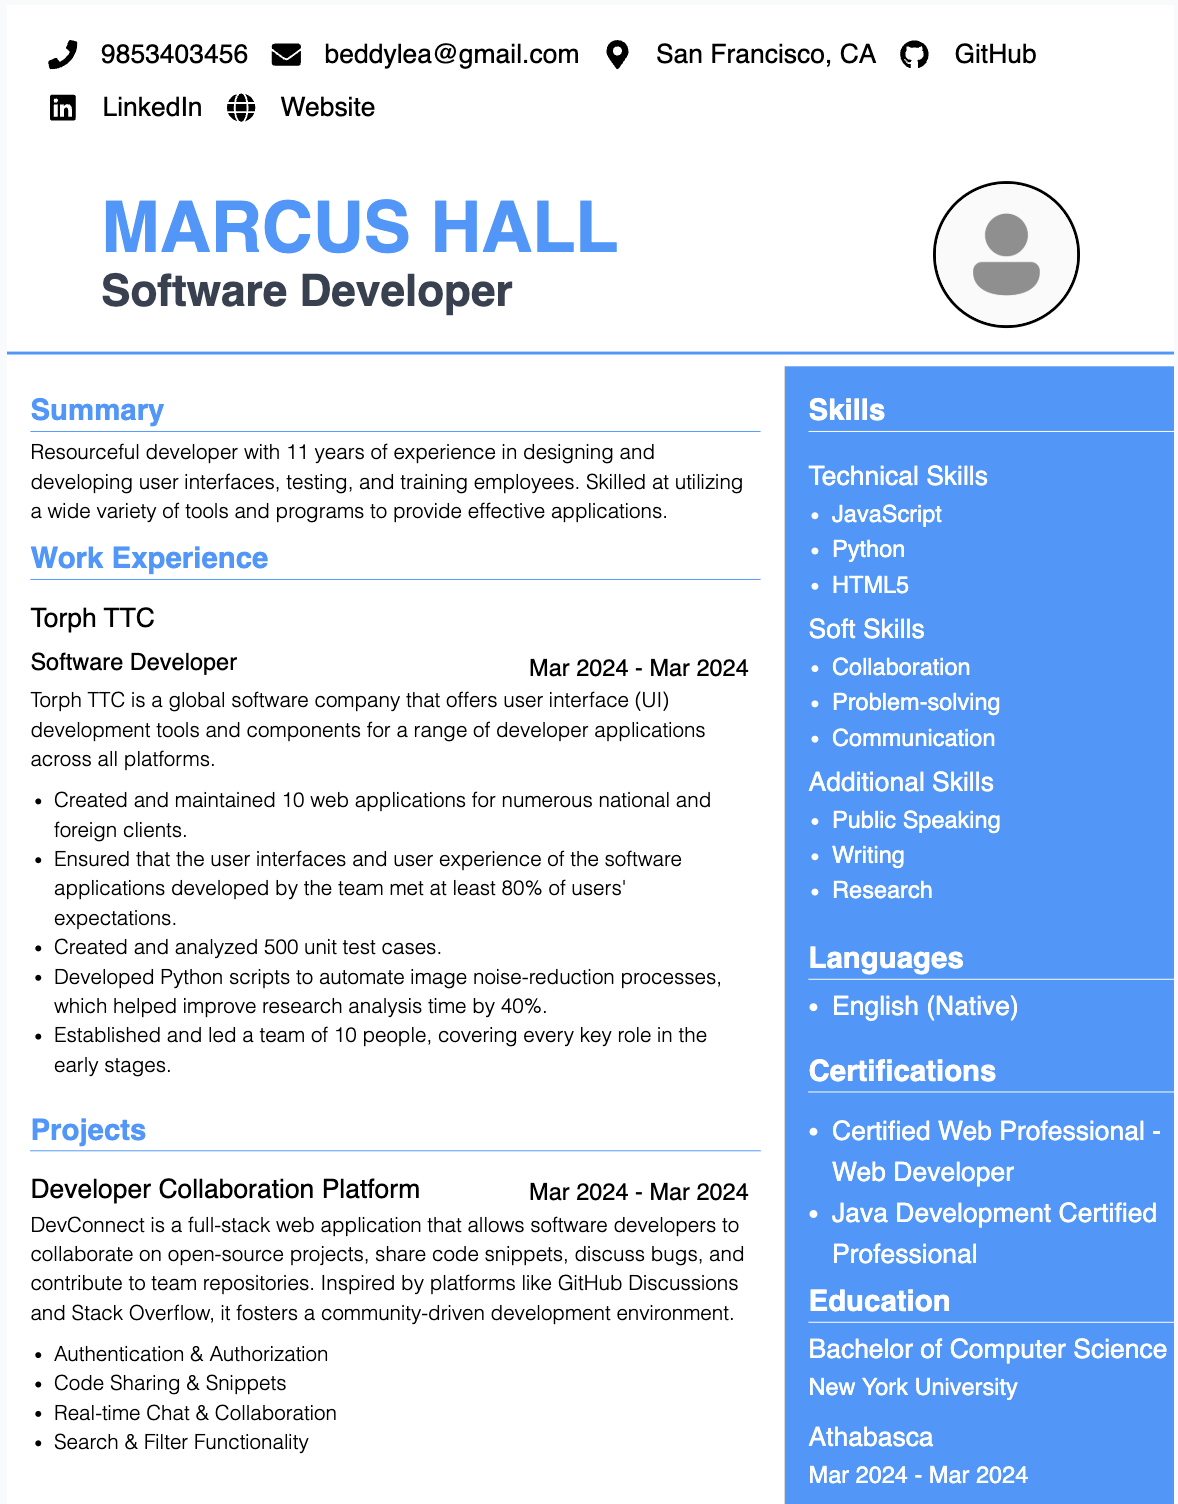 9853403456 beddylea@gmail.com San Francisco, CA GitHub
LinkedIn Website
MARCUS HALL
Software Developer
Summary
Resourceful developer with 11 years of experience in designing and
developing user interfaces, testing, and training employees. Skilled at utilizing
a wide variety of tools and programs to provide effective applications.
Work Experience
Torph TTC
Software Developer Mar 2024 - Mar 2024
Torph TTC is a global software company that offers user interface (UI)
development tools and components for a range of developer applications
across all platforms.
• Created and maintained 10 web applications for numerous national and
foreign clients.
• Ensured that the user interfaces and user experience of the software
applications developed by the team met at least 80% of users'
expectations.
• Created and analyzed 500 unit test cases.
• Developed Python scripts to automate image noise-reduction processes,
which helped improve research analysis time by 40%.
• Established and led a team of 10 people, covering every key role in the
early stages.
Projects
Developer Collaboration Platform Mar 2024 - Mar 2024
DevConnect is a full-stack web application that allows software developers to
collaborate on open-source projects, share code snippets, discuss bugs, and
contribute to team repositories. Inspired by platforms like GitHub Discussions
and Stack Overflow, it fosters a community-driven development environment.
• Authentication & Authorization
• Code Sharing & Snippets
• Real-time Chat & Collaboration
• Search & Filter Functionality
Skills
Technical Skills
• JavaScript
• Python
• HTML5
Soft Skills
• Collaboration
• Problem-solving
• Communication
Additional Skills
• Public Speaking
• Writing
• Research
Languages
• English (Native)
Certifications
• Certified Web Professional -
Web Developer
• Java Development Certified
Professional
Education
Bachelor of Computer Science
New York University
Athabasca
Mar 2024 - Mar 2024